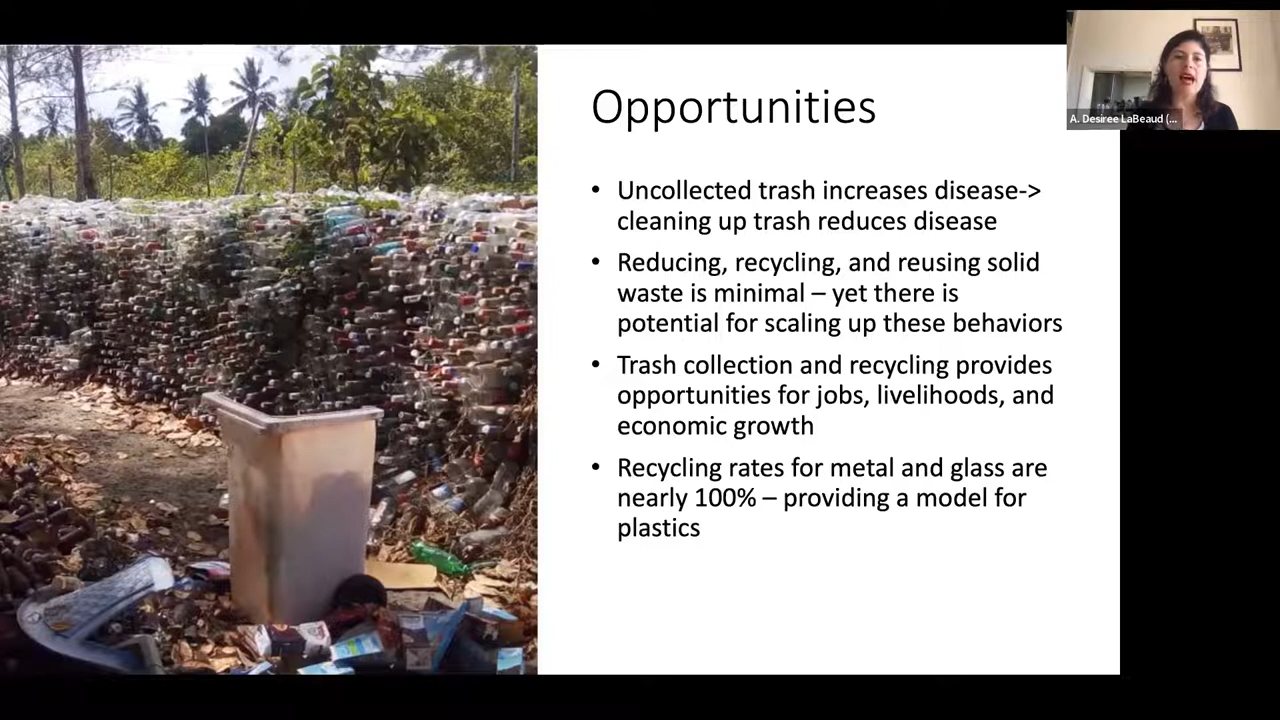 Opportunities
A. Desiree LaBeaud (...
• Uncollected trash increases disease->
cleaning up trash reduces disease
• Reducing, recycling, and reusing solid
waste is minimal – yet there is
potential for scaling up these behaviors
• Trash collection and recycling provides
opportunities for jobs, livelihoods, and
economic growth
• Recycling rates for metal and glass are
nearly 100% – providing a model for
plastics